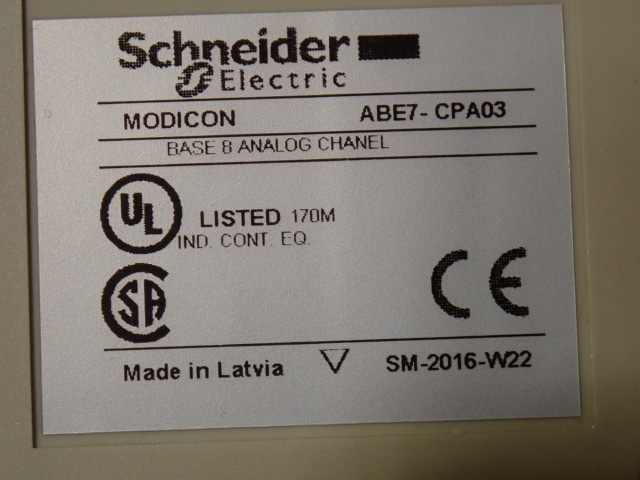 Schneider
Electric
MODICON ABE7- CPA03
BASE 8 ANALOG CHANEL
UL LISTED 170M
IND. CONT. EQ.
SA CE
Made in Latvia SM-2016-W22